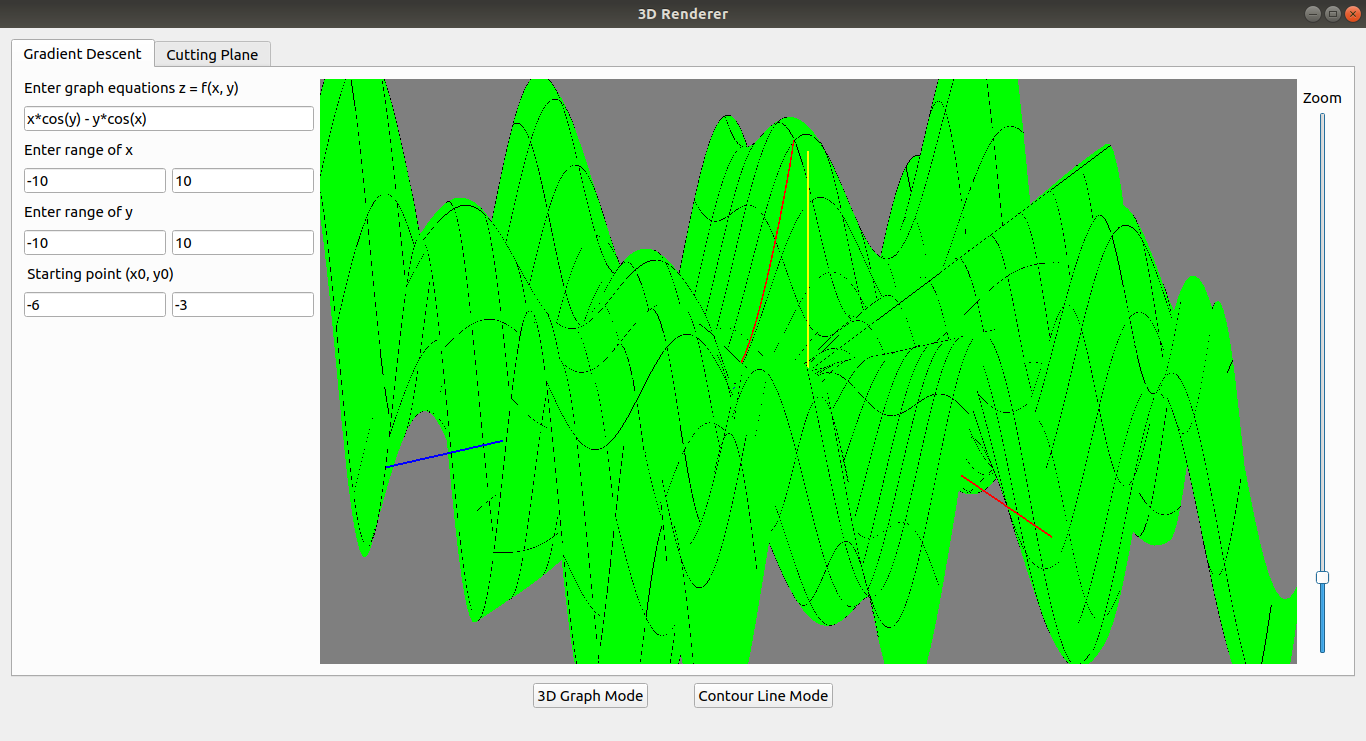 3D Renderer
Gradient Descent Cutting Plane
Enter graph equations z = f(x, y)
x*cos(y) - y*cos(x)
Enter range of x
-10 10
Enter range of y
-10 10
Starting point (x0, y0)
-6 -3
Zoom
3D Graph Mode Contour Line Mode